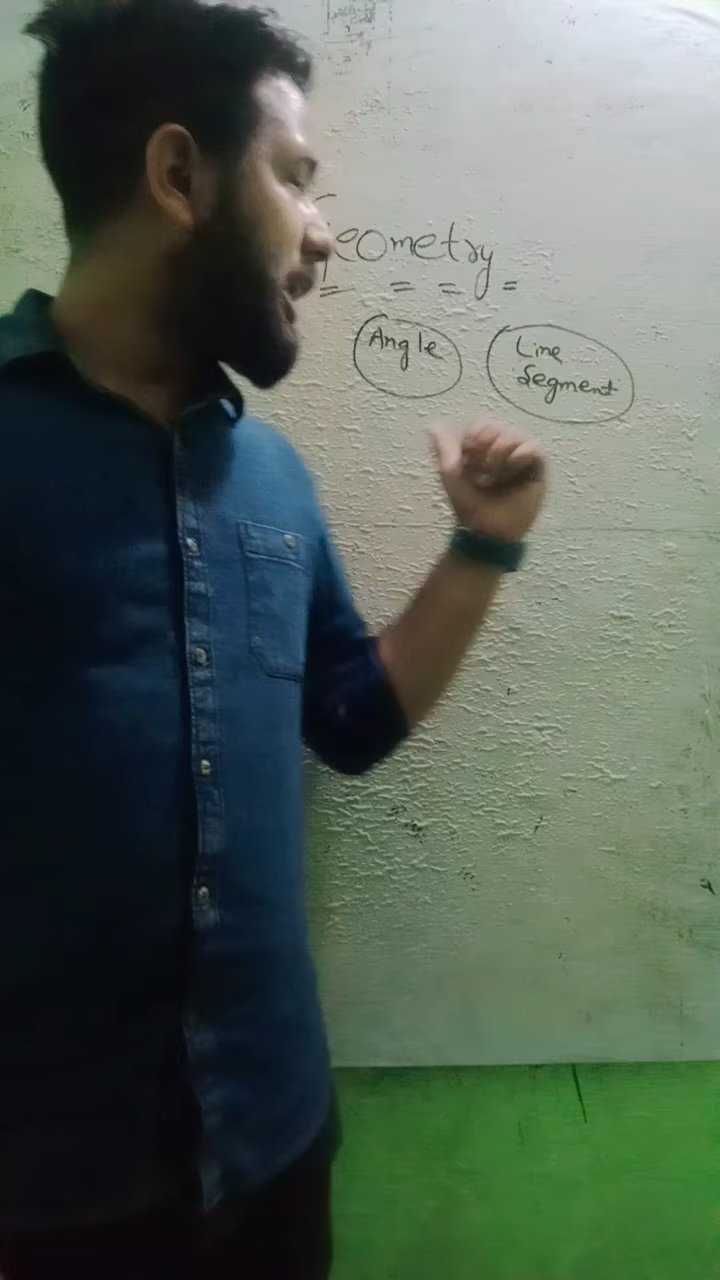 Geometry
= = = =
Angle
Line
Segment